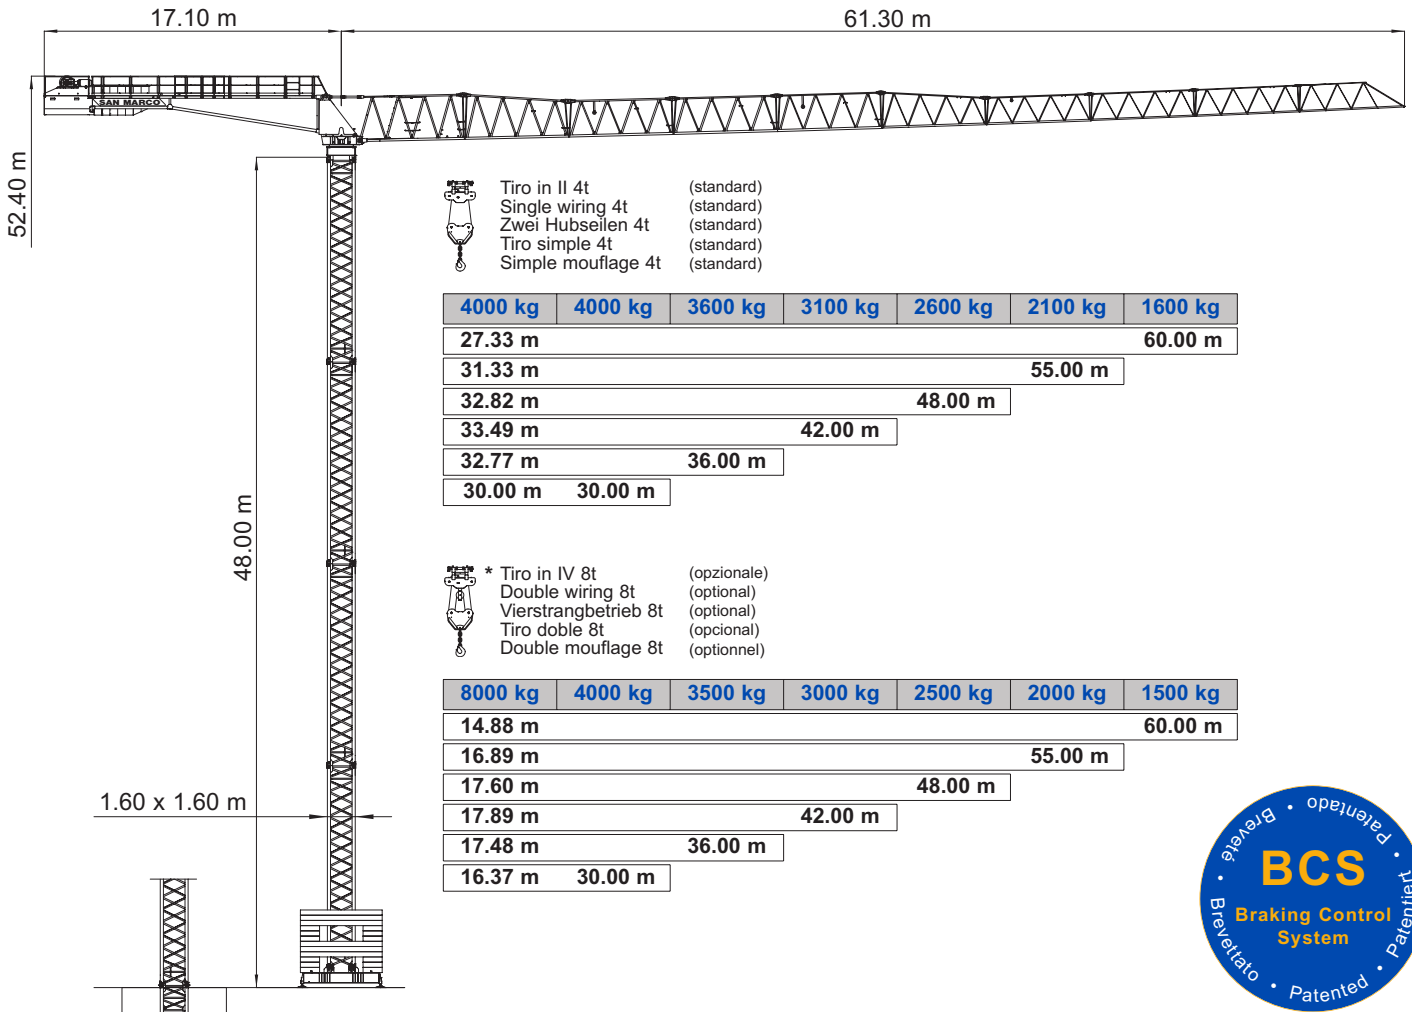 17.10 m 61.30 m
SAN MARCO
52.40 m
Tiro in II 4t (standard)
Single wiring 4t (standard)
Zwei Hubseilen 4t (standard)
Tiro simple 4t (standard)
Simple mouflage 4t (standard)
4000 kg 4000 kg 3600 kg 3100 kg 2600 kg 2100 kg 1600 kg
27.33 m 60.00 m
31.33 m 55.00 m
32.82 m 48.00 m
33.49 m 42.00 m
32.77 m 36.00 m
30.00 m 30.00 m
48.00 m
* Tiro in IV 8t (opzionale)
Double wiring 8t (optional)
Vierstrangbetrieb 8t (optional)
Tiro doble 8t (opcional)
Double mouflage 8t (optionnel)
8000 kg 4000 kg 3500 kg 3000 kg 2500 kg 2000 kg 1500 kg
14.88 m 60.00 m
16.89 m 55.00 m
17.60 m 48.00 m
17.89 m 42.00 m
17.48 m 36.00 m
16.37 m 30.00 m
1.60 x 1.60 m
BCS
Braking Control
System
Brevettato • Breveté • Patentado • Patentiert • Patented •